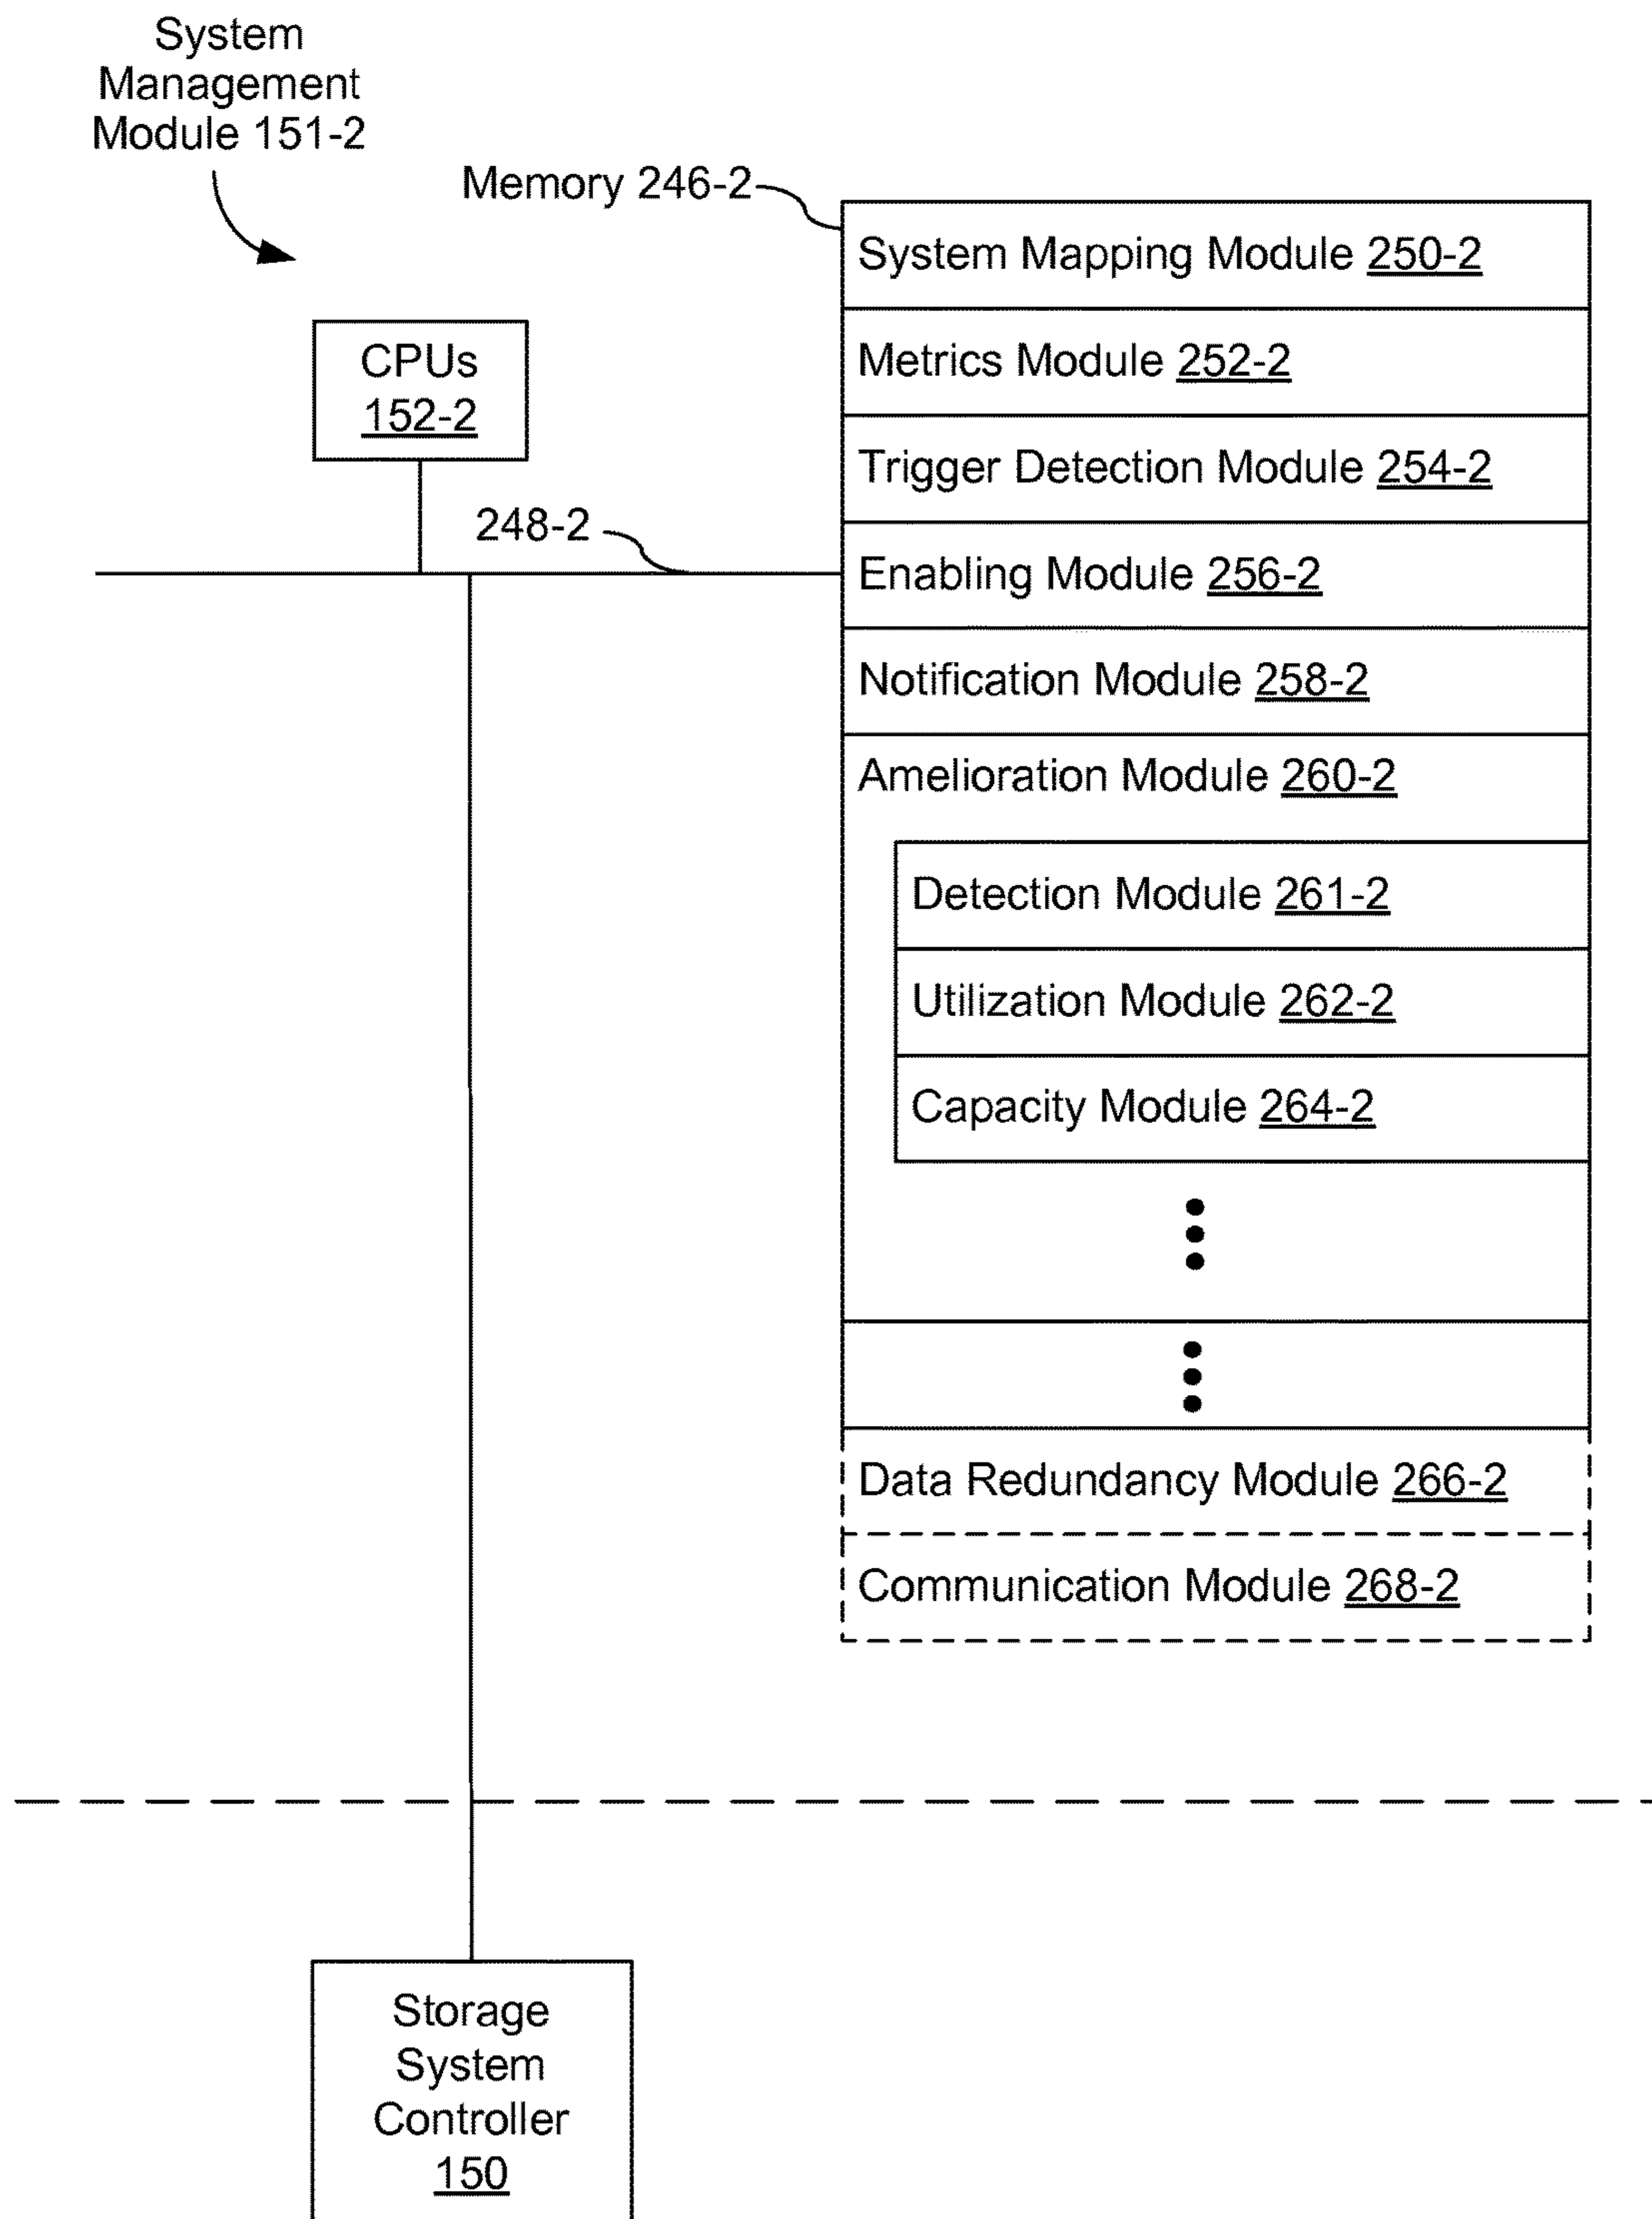 System
Management
Module 151-2
Memory 246-2
System Mapping Module 250-2
CPUs
152-2
Metrics Module 252-2
Trigger Detection Module 254-2
248-2
Enabling Module 256-2
Notification Module 258-2
Amelioration Module 260-2
Detection Module 261-2
Utilization Module 262-2
Capacity Module 264-2
Data Redundancy Module 266-2
Communication Module 268-2
Storage
System
Controller
150